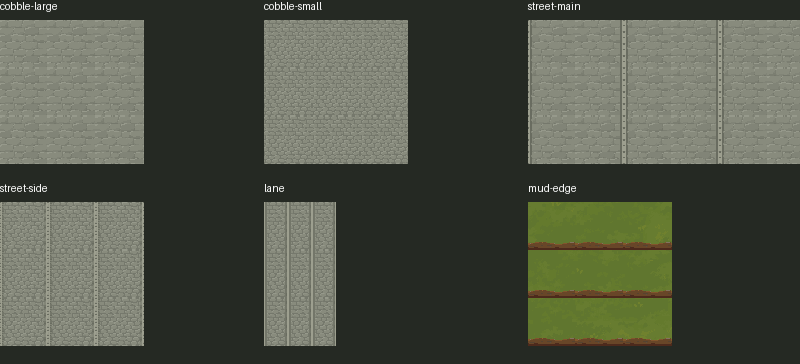 cobble-large
cobble-small
street-main
street-side
lane
mud-edge